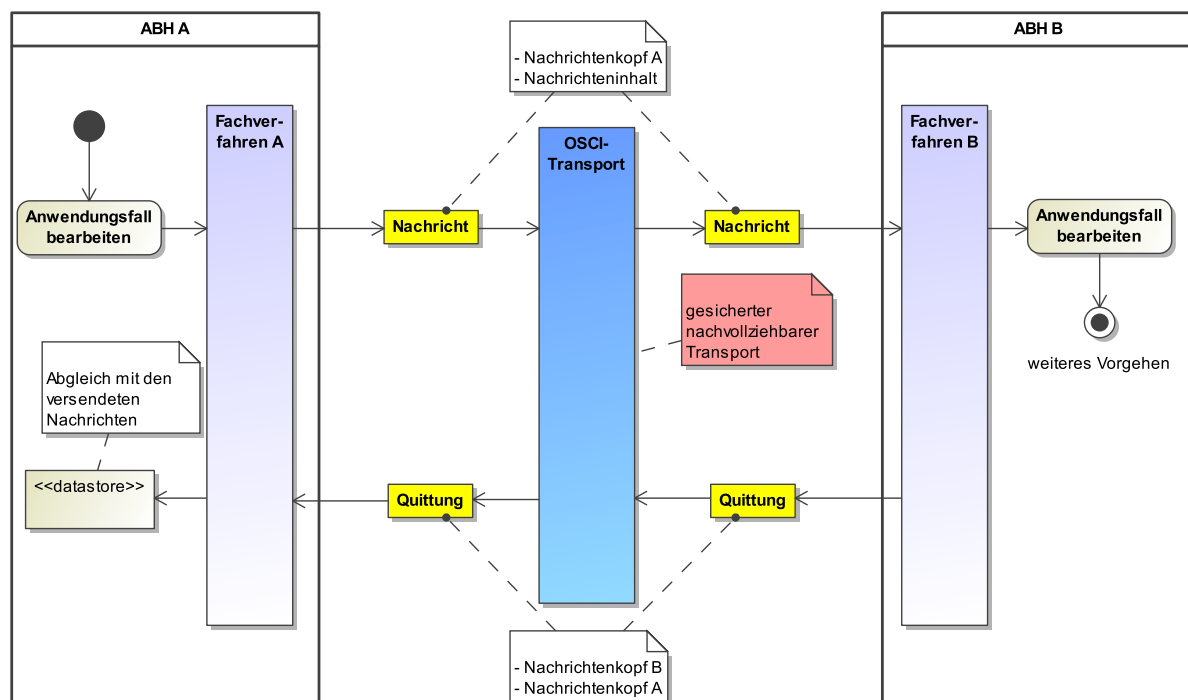 ABH A
ABH B
- Nachrichtenkopf A
- Nachrichteninhalt
Fachver-
fahren A
OSCI-
Transport
Fachver-
fahren B
Anwendungsfall
bearbeiten
Nachricht
Nachricht
Anwendungsfall
bearbeiten
gesicherter
nachvollziehbarer
Transport
weiteres Vorgehen
Abgleich mit den
versendeten
Nachrichten
<<datastore>>
Quittung
Quittung
- Nachrichtenkopf B
- Nachrichtenkopf A